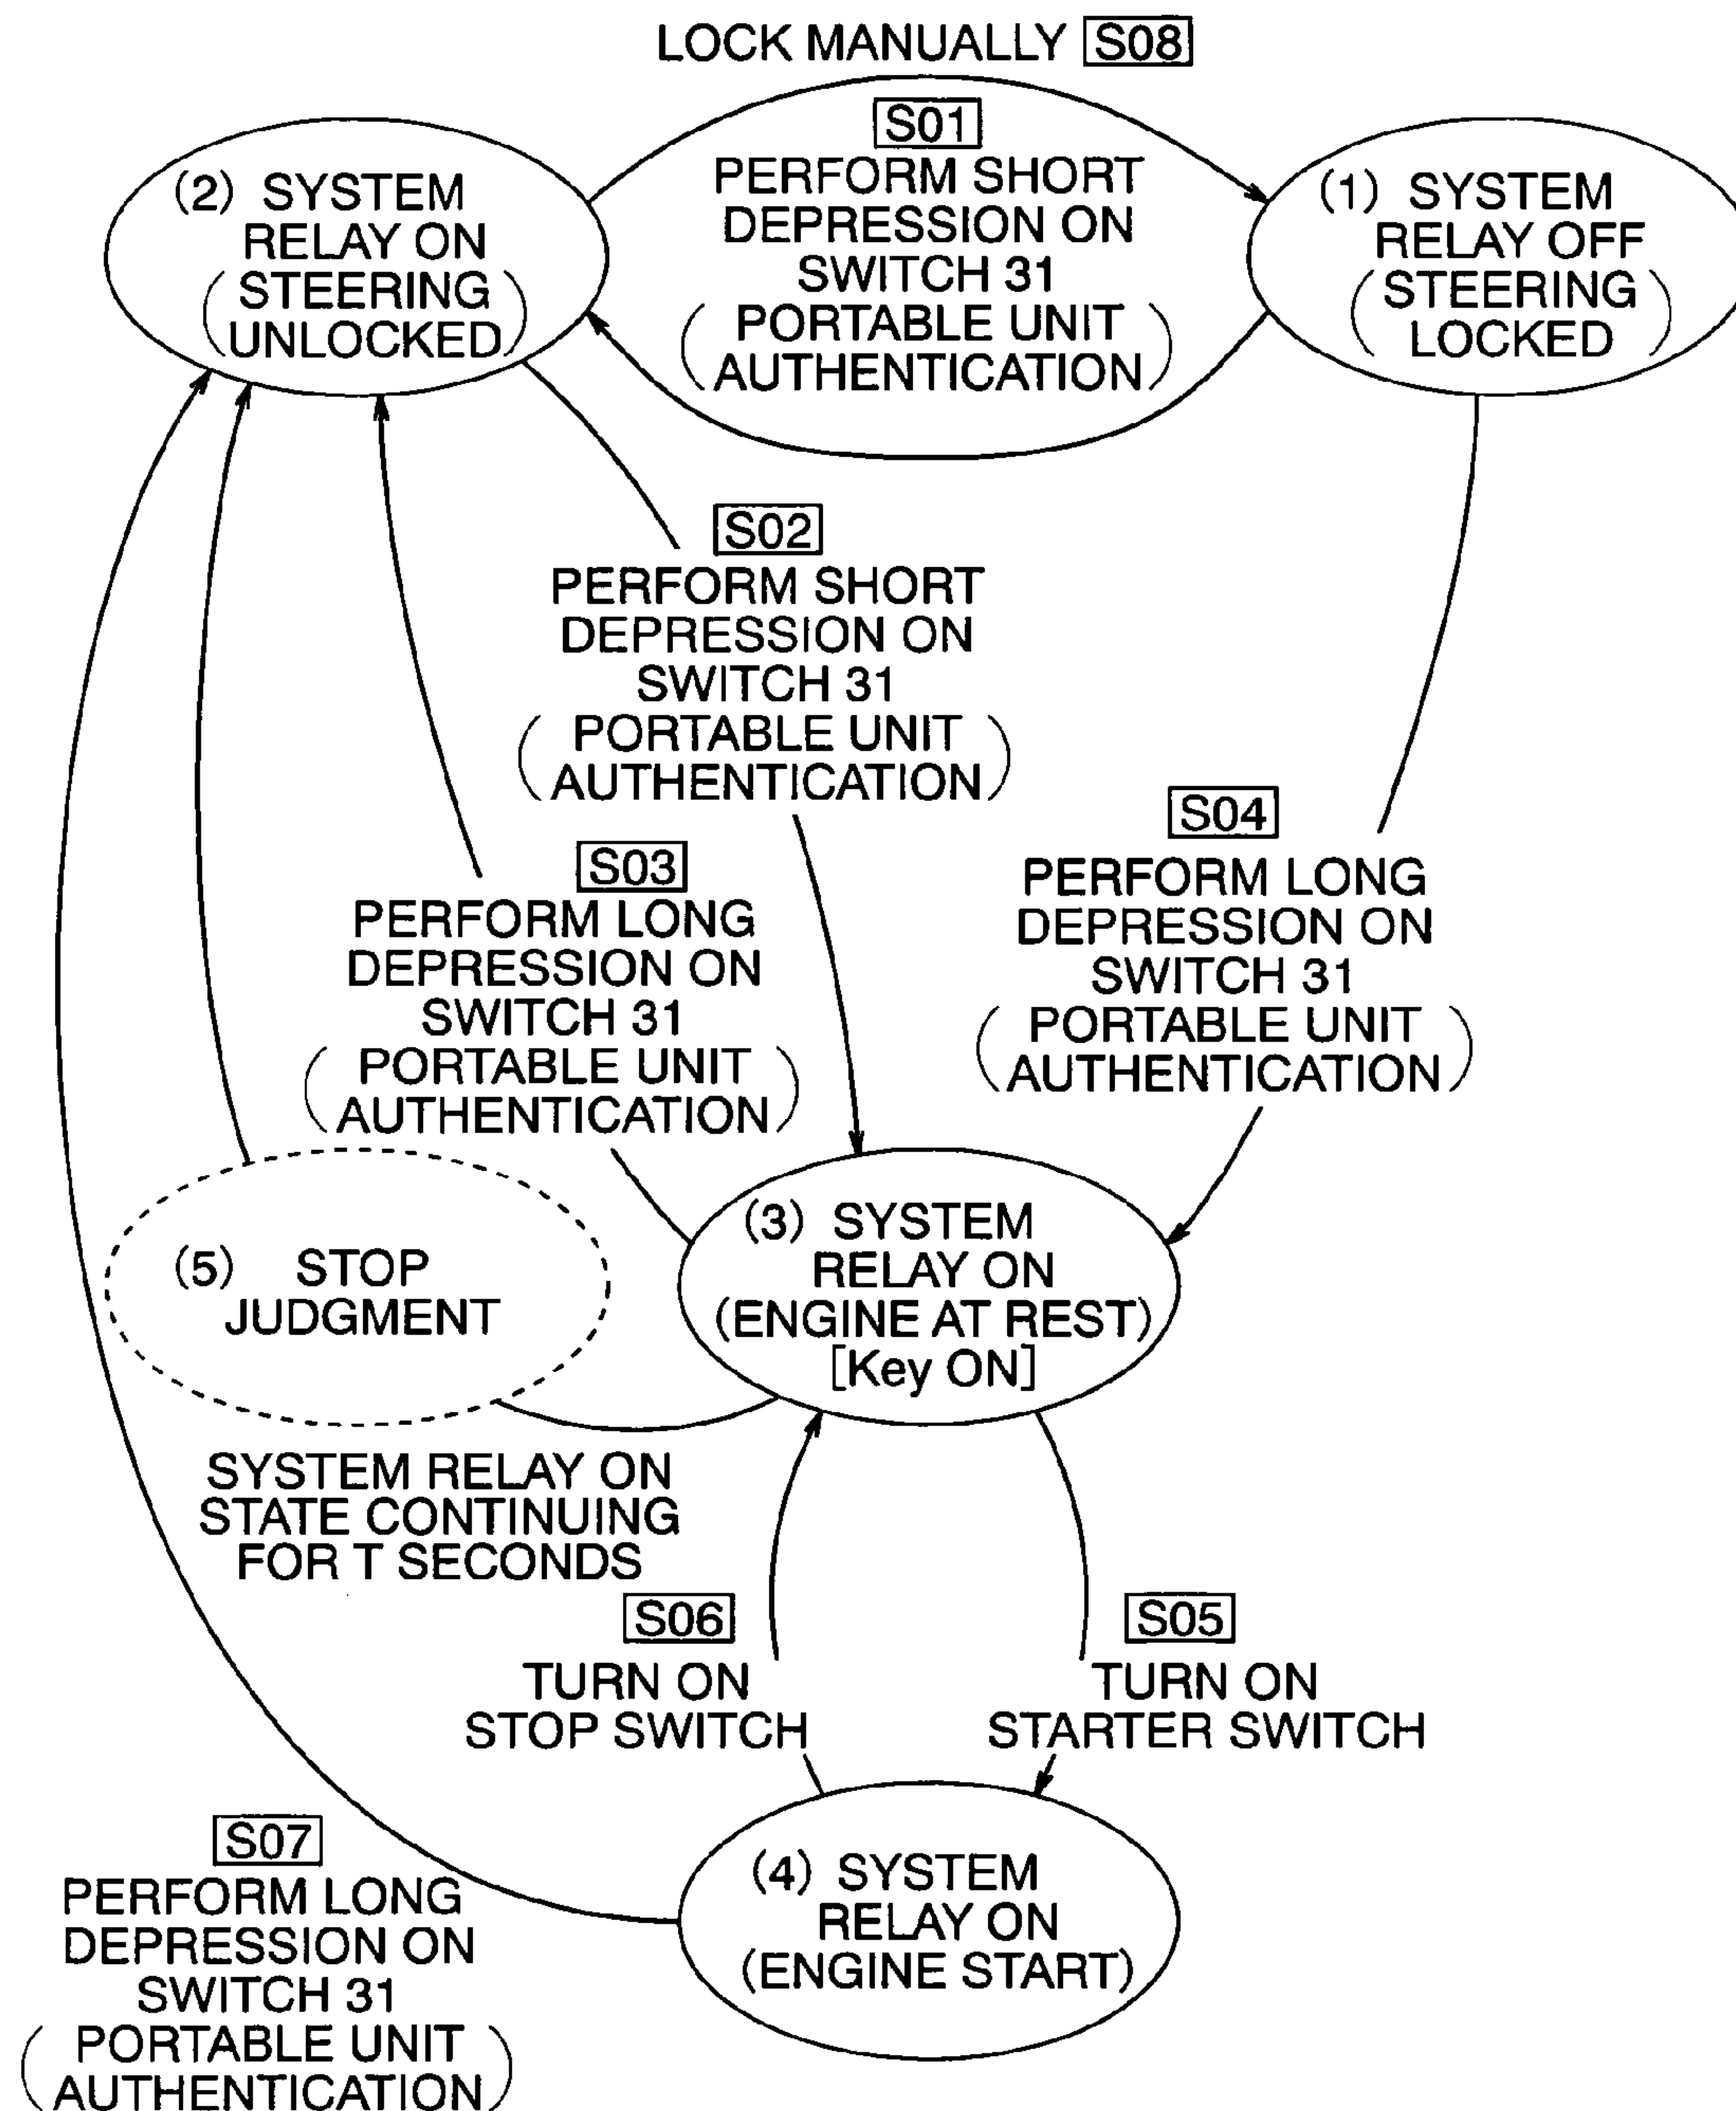 LOCK MANUALLY S08
S01
PERFORM SHORT
DEPRESSION ON
SWITCH 31
(PORTABLE UNIT
AUTHENTICATION)
(2) SYSTEM
RELAY ON
(STEERING
UNLOCKED)
(1) SYSTEM
RELAY OFF
(STEERING
LOCKED)
S02
PERFORM SHORT
DEPRESSION ON
SWITCH 31
(PORTABLE UNIT
AUTHENTICATION)
S04
PERFORM LONG
DEPRESSION ON
SWITCH 31
(PORTABLE UNIT
AUTHENTICATION)
S03
PERFORM LONG
DEPRESSION ON
SWITCH 31
(PORTABLE UNIT
AUTHENTICATION)
(5) STOP
JUDGMENT
(3) SYSTEM
RELAY ON
(ENGINE AT REST)
[Key ON]
SYSTEM RELAY ON
STATE CONTINUING
FOR T SECONDS
S06
TURN ON
STOP SWITCH
S05
TURN ON
STARTER SWITCH
S07
PERFORM LONG
DEPRESSION ON
SWITCH 31
(PORTABLE UNIT
AUTHENTICATION)
(4) SYSTEM
RELAY ON
(ENGINE START)